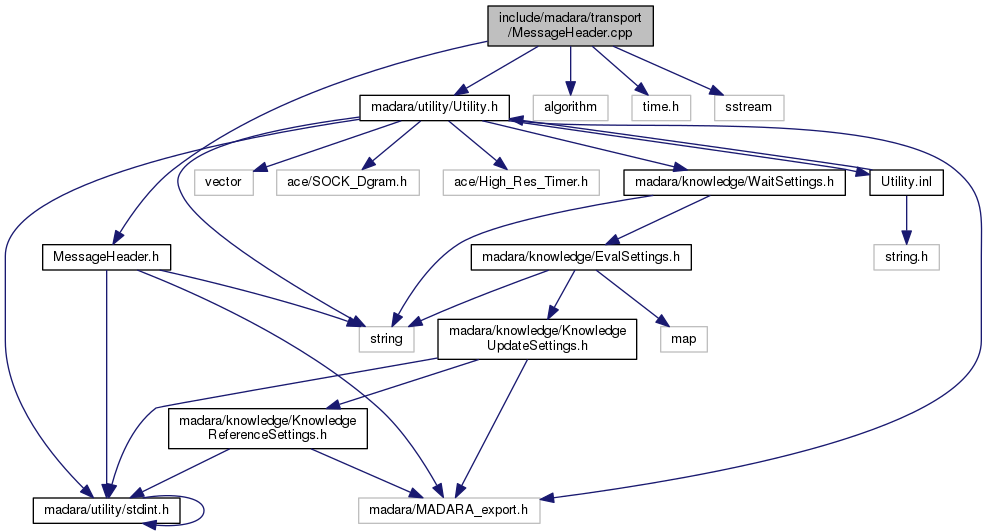 include/madara/transport
/MessageHeader.cpp
madara/utility/Utility.h
algorithm
time.h
sstream
vector
ace/SOCK_Dgram.h
ace/High_Res_Timer.h
madara/knowledge/WaitSettings.h
Utility.inl
MessageHeader.h
madara/knowledge/EvalSettings.h
string.h
string
madara/knowledge/Knowledge
UpdateSettings.h
map
madara/knowledge/Knowledge
ReferenceSettings.h
madara/utility/stdint.h
madara/MADARA_export.h